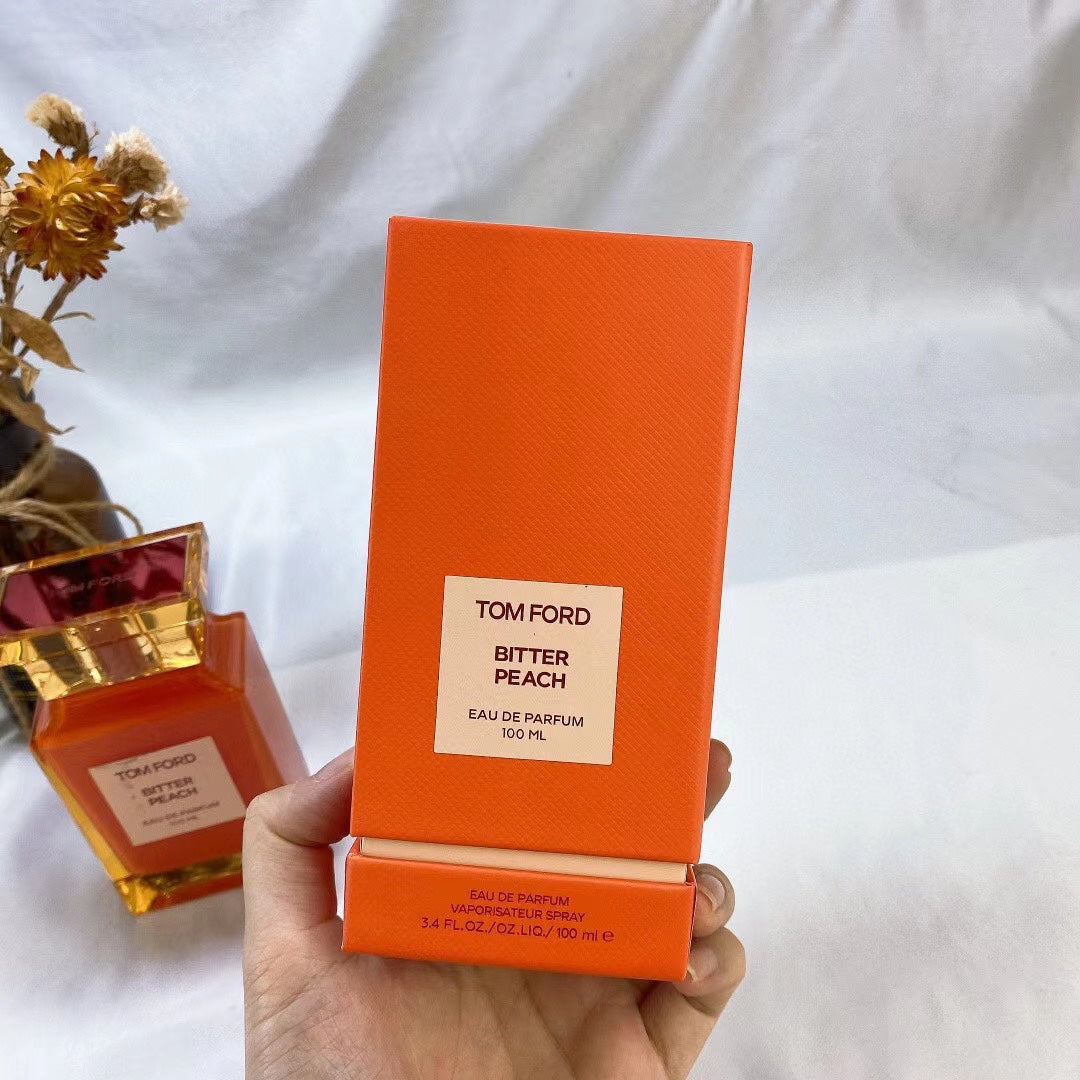 TOM FORD
BITTER
PEACH
EAU DE PARFUM
100 ML
EAU DE PARFUM
VAPORISATEUR SPRAY
3.4 FL.OZ./OZ.LIQ./ 100 ml e
TOM FORD
TOM FORD
BITTER
PEACH
EAU DE PARFUM
100 ML